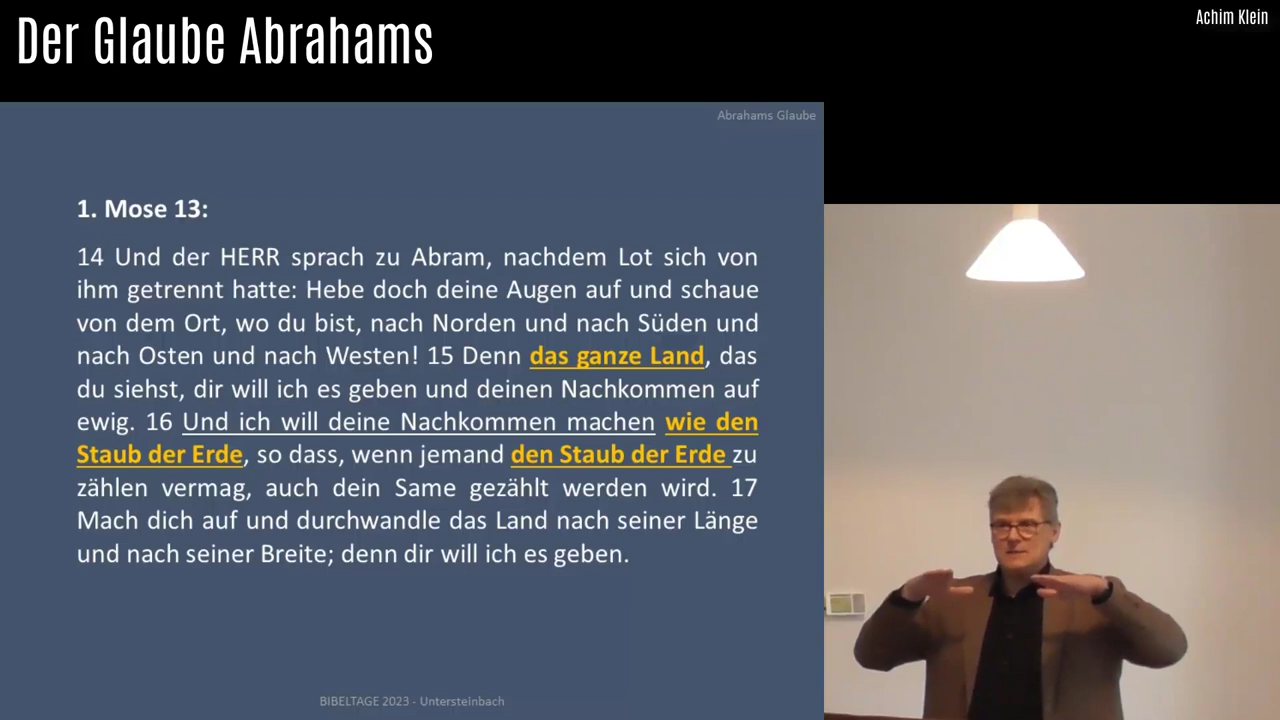 Der Glaube Abrahams
Achim Klein
Abrahams Glaube
1. Mose 13:
14 Und der HERR sprach zu Abram, nachdem Lot sich von
ihm getrennt hatte: Hebe doch deine Augen auf und schaue
von dem Ort, wo du bist, nach Norden und nach Süden und
nach Osten und nach Westen! 15 Denn das ganze Land, das
du siehst, dir will ich es geben und deinen Nachkommen auf
ewig. 16 Und ich will deine Nachkommen machen wie den
Staub der Erde, so dass, wenn jemand den Staub der Erde zu
zählen vermag, auch dein Same gezählt werden wird. 17
Mach dich auf und durchwandle das Land nach seiner Länge
und nach seiner Breite; denn dir will ich es geben.
BIBELTAGE 2023 - Untersteinbach